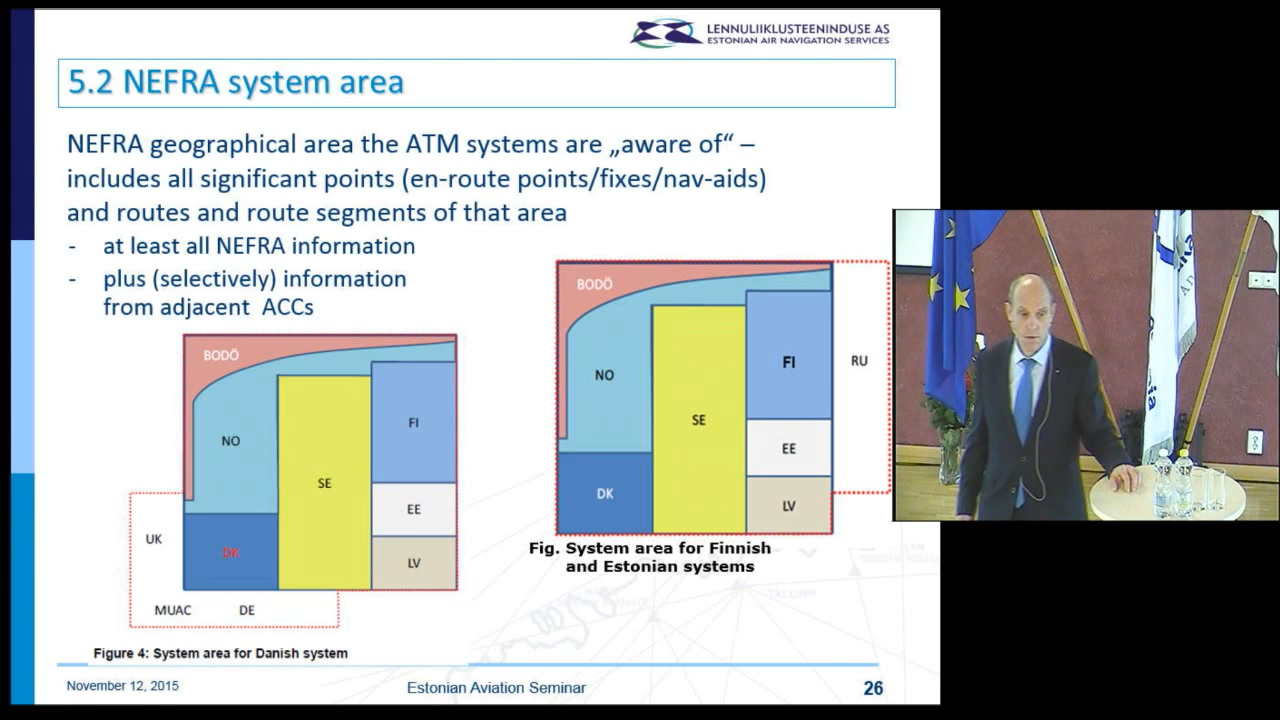 LENNULIIKLUSTEENINDUSE AS
ESTONIAN AIR NAVIGATION SERVICES
5.2 NEFRA system area
NEFRA geographical area the ATM systems are „aware of“ –
includes all significant points (en-route points/fixes/nav-aids)
and routes and route segments of that area
- at least all NEFRA information
- plus (selectively) information
from adjacent ACCs
BODÖ
NO
SE
FI
EE
LV
DK
UK
MUAC
DE
Figure 4: System area for Danish system
BODÖ
NO
SE
FI
EE
LV
DK
RU
Fig. System area for Finnish
and Estonian systems
TALLINN
November 12, 2015
Estonian Aviation Seminar
26